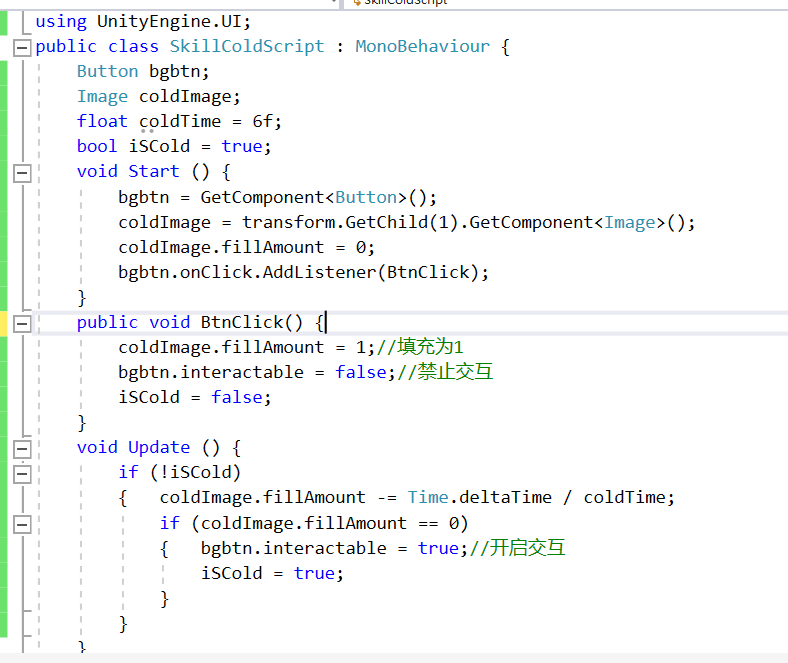 SkillColdScript
using UnityEngine.UI;
public class SkillColdScript : MonoBehaviour {
Button bgbtn;
Image coldImage;
float coldTime = 6f;
bool iSCold = true;
void Start () {
bgbtn = GetComponent<Button>();
coldImage = transform.GetChild(1).GetComponent<Image>();
coldImage.fillAmount = 0;
bgbtn.onClick.AddListener(BtnClick);
}
public void BtnClick() {
coldImage.fillAmount = 1;//填充为1
bgbtn.interactable = false;//禁止交互
iSCold = false;
}
void Update () {
if (!iSCold)
{   coldImage.fillAmount -= Time.deltaTime / coldTime;
if (coldImage.fillAmount == 0)
{   bgbtn.interactable = true;//开启交互
iSCold = true;
}
}
}